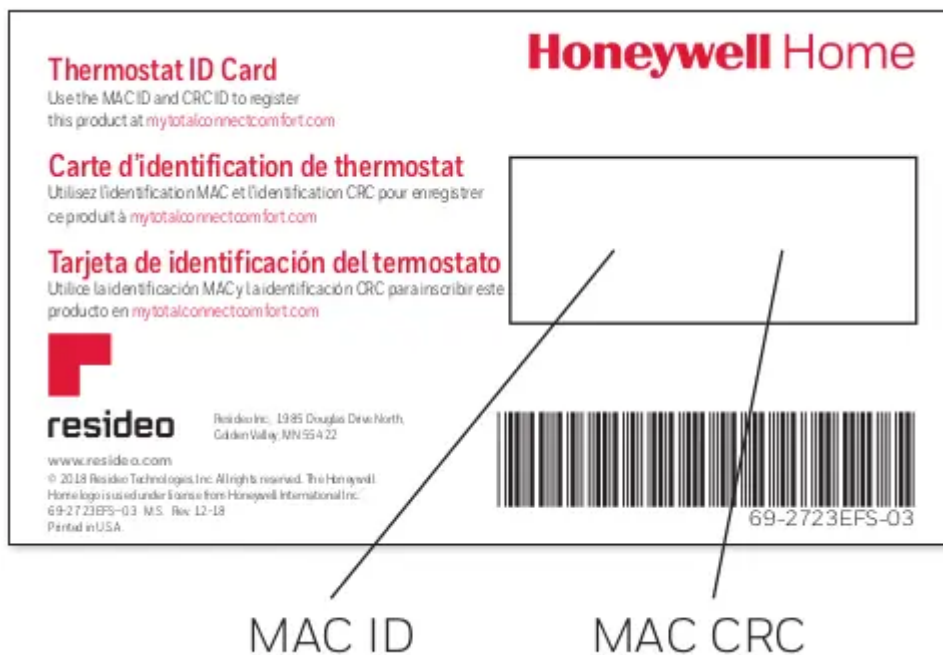 Honeywell Home
Thermostat ID Card
Use the MAC ID and CRC ID to register
this product at mytotalconnectcomfort.com
Carte d'identification de thermostat
Utilisez l'identification MAC et l'identification CRC pour enregistrer
ce produit à mytotalconnectcomfort.com
Tarjeta de identificación del termostato
Utilice la identificación MAC y la identificación CRC para inscribir este
producto en mytotalconnectcomfort.com
resideo
Resideo Inc., 1985 Douglas Drive North,
Golden Valley, MN 55422
www.resideo.com
© 2018 Resideo Technologies, Inc. All rights reserved. The Honeywell
Home logo is used under license from Honeywell International Inc.
69-2723EFS-03 M.S. Rev. 12-18
Printed in U.S.A.
69-2723EFS-03
MAC ID
MAC CRC